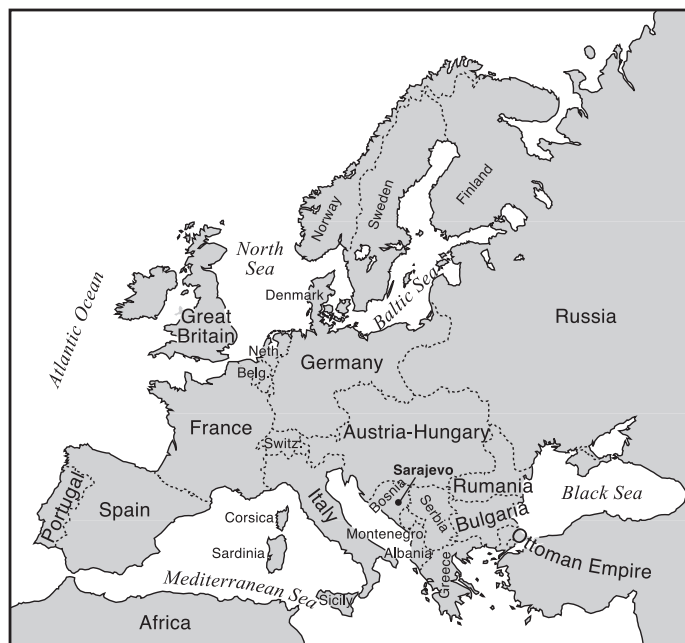 Norway
Sweden
Finland
North
Sea
Baltic Sea
Denmark
Atlantic Ocean
Great
Britain
Russia
Neth.
Belg.
Germany
France
Switz.
Austria-Hungary
Sarajevo
Bosnia
Serbia
Rumania
Black Sea
Bulgaria
Portugal
Spain
Italy
Corsica
Montenegro
Albania
Sardinia
Greece
Ottoman Empire
Mediterranean Sea
Sicily
Africa